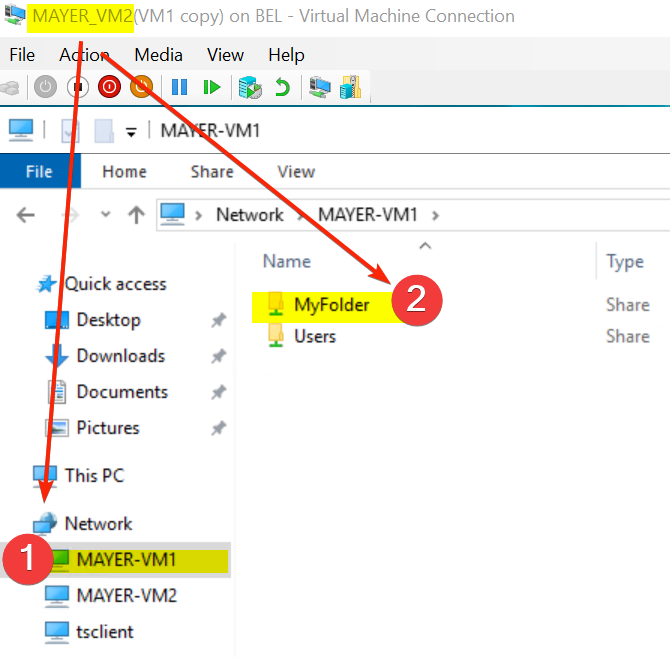 MAYER_VM2(VM1 copy) on BEL - Virtual Machine Connection
File Action Media View Help
MAYER-VM1
File Home Share View
Network MAYER-VM1
Name Type
Quick access
MyFolder 2 Share
Desktop
Users Share
Downloads
Documents
Pictures
This PC
Network
1 MAYER-VM1
MAYER-VM2
tsclient